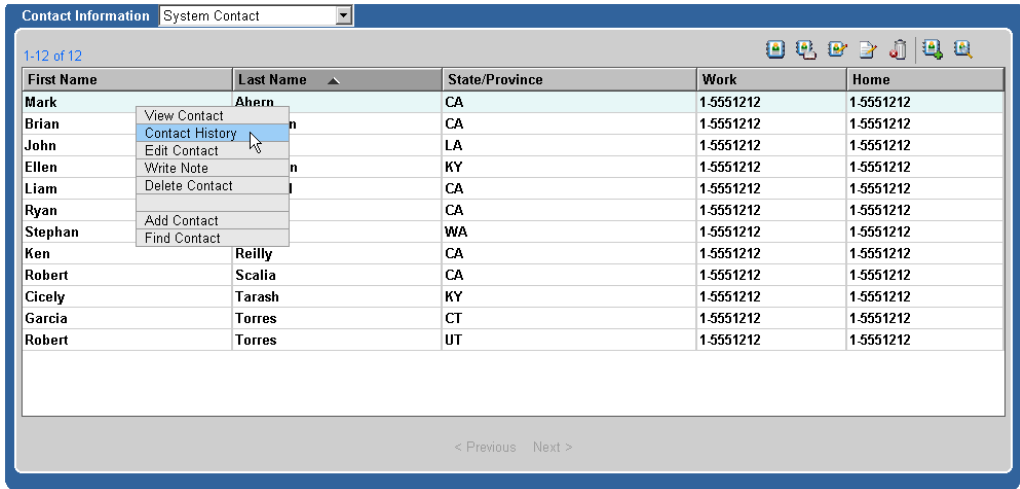 Contact Information System Contact
1-12 of 12
First Name Last Name State/Province Work Home
Mark Ahern CA 1-5551212 1-5551212
Brian CA 1-5551212 1-5551212
John LA 1-5551212 1-5551212
Ellen KY 1-5551212 1-5551212
Liam CA 1-5551212 1-5551212
Ryan CA 1-5551212 1-5551212
Stephan WA 1-5551212 1-5551212
Ken Reilly CA 1-5551212 1-5551212
Robert Scalia CA 1-5551212 1-5551212
Cicely Tarash KY 1-5551212 1-5551212
Garcia Torres CT 1-5551212 1-5551212
Robert Torres UT 1-5551212 1-5551212
View Contact
Contact History
Edit Contact
Write Note
Delete Contact
Add Contact
Find Contact
< Previous Next >